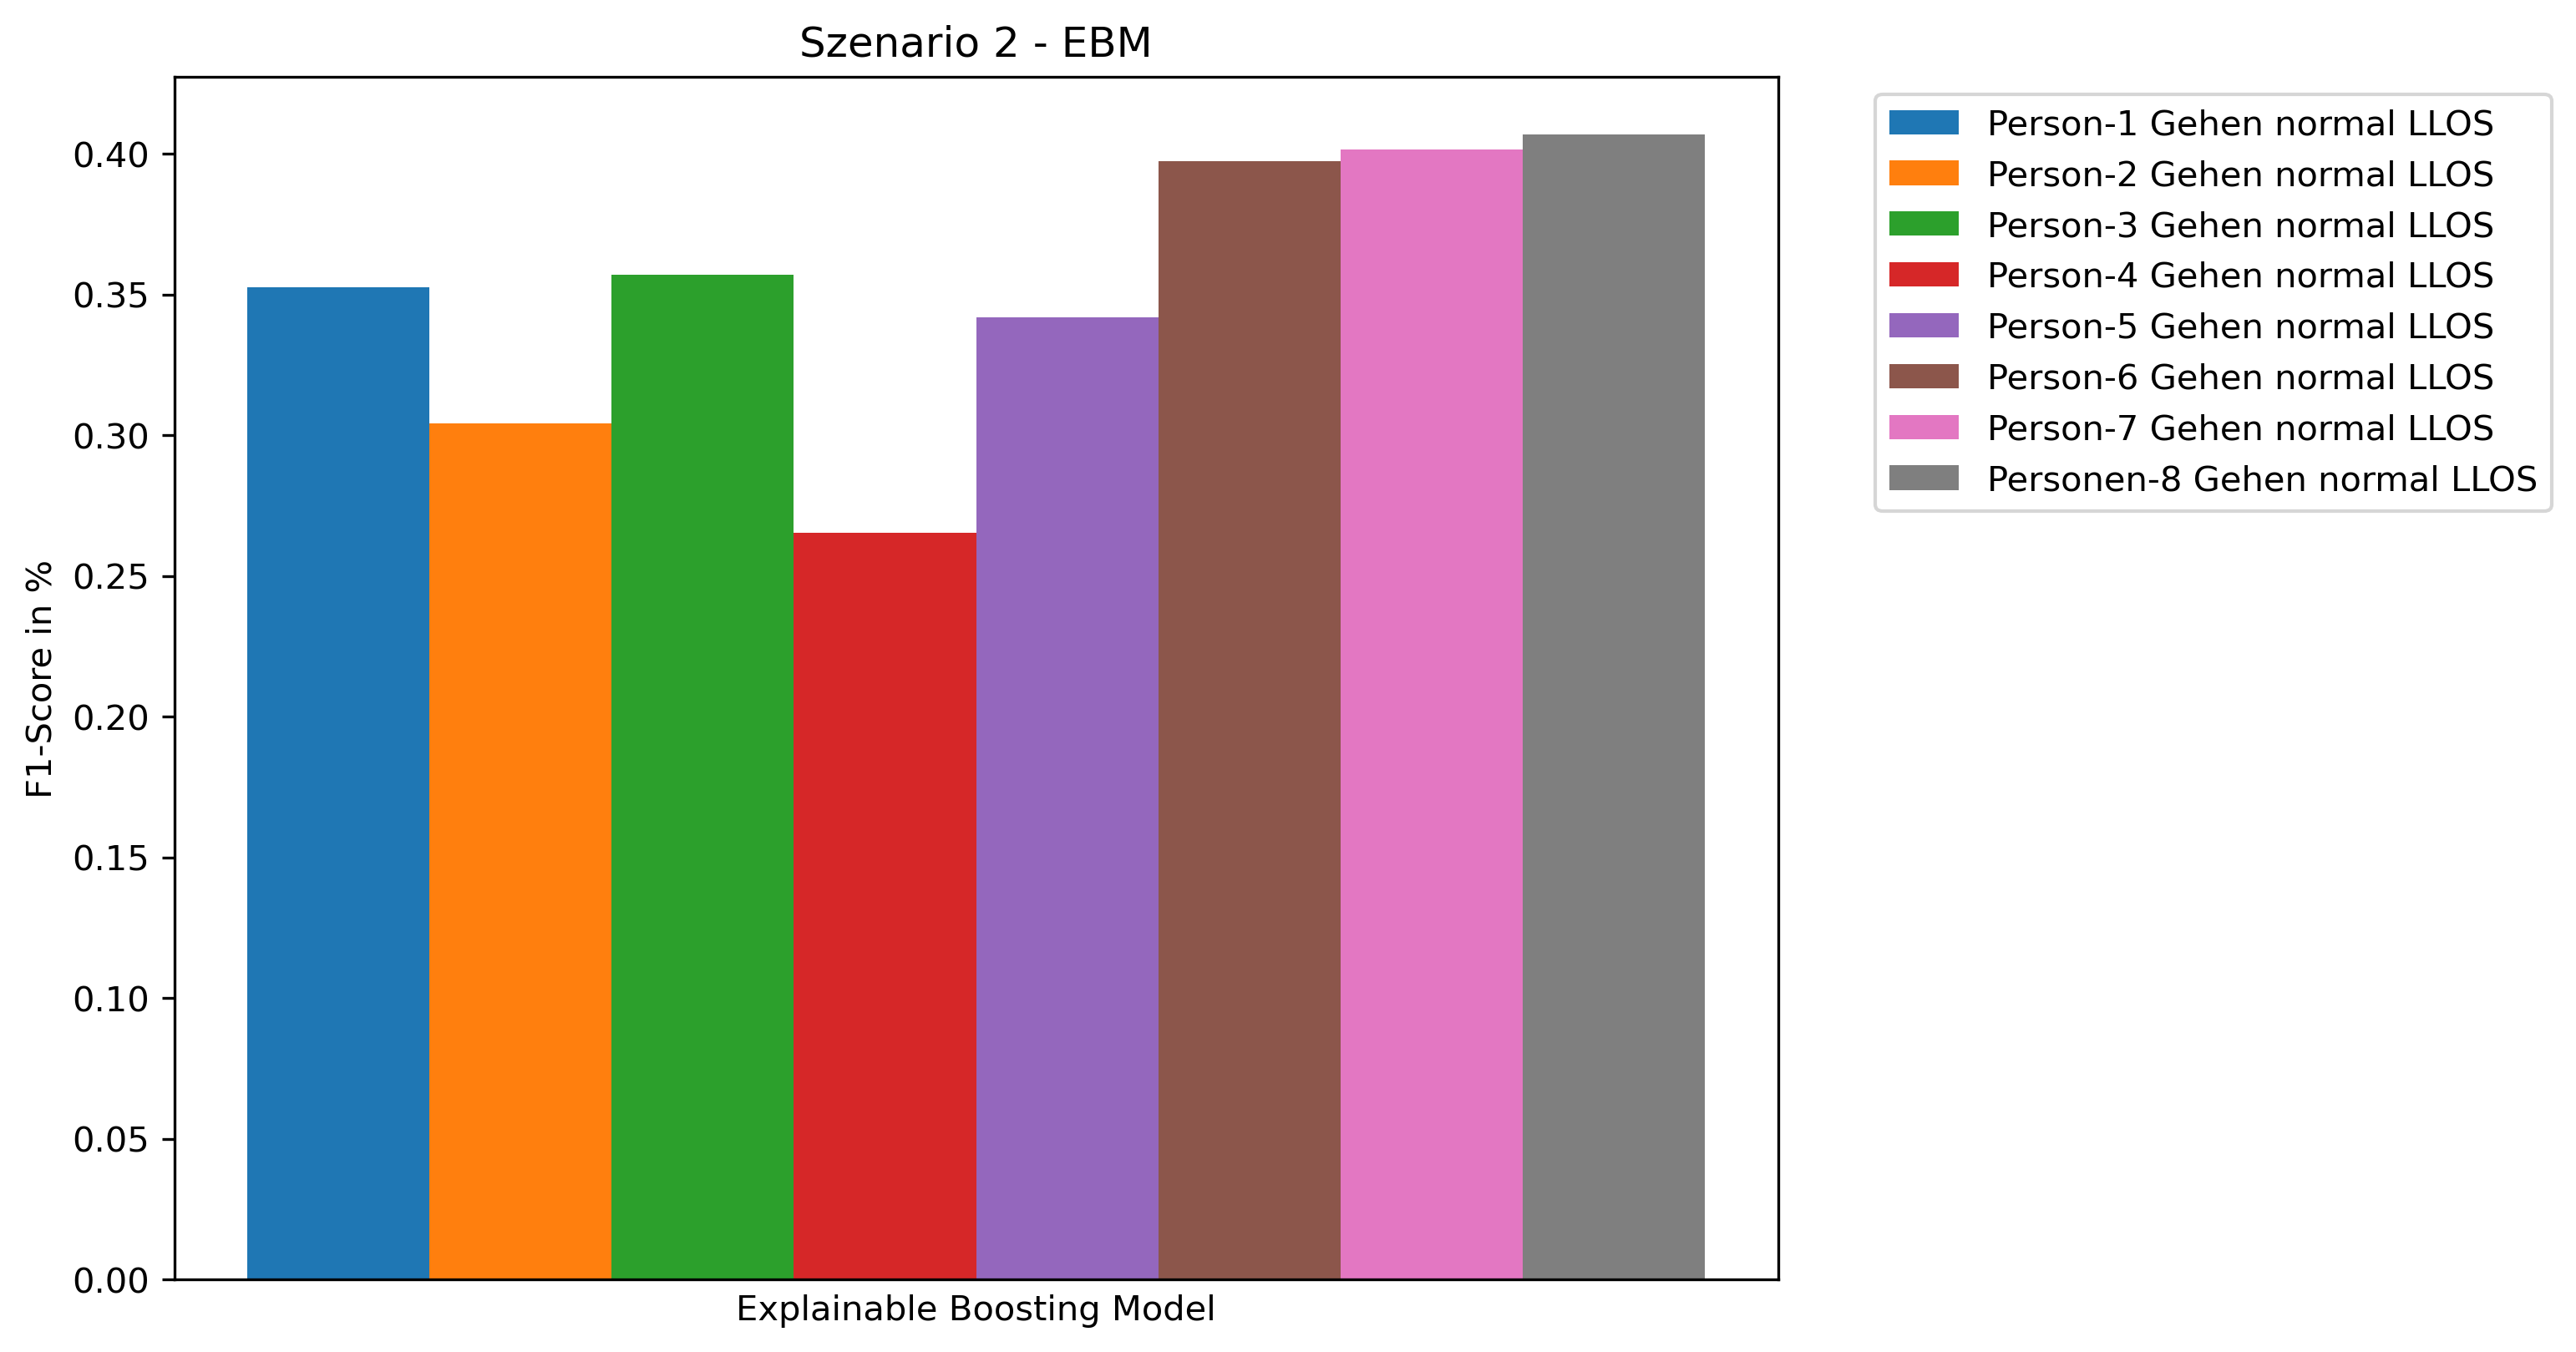 Szenario 2 - EBM
F1-Score in %
0.40
0.35
0.30
0.25
0.20
0.15
0.10
0.05
0.00
Explainable Boosting Model
Person-1 Gehen normal LLOS
Person-2 Gehen normal LLOS
Person-3 Gehen normal LLOS
Person-4 Gehen normal LLOS
Person-5 Gehen normal LLOS
Person-6 Gehen normal LLOS
Person-7 Gehen normal LLOS
Personen-8 Gehen normal LLOS